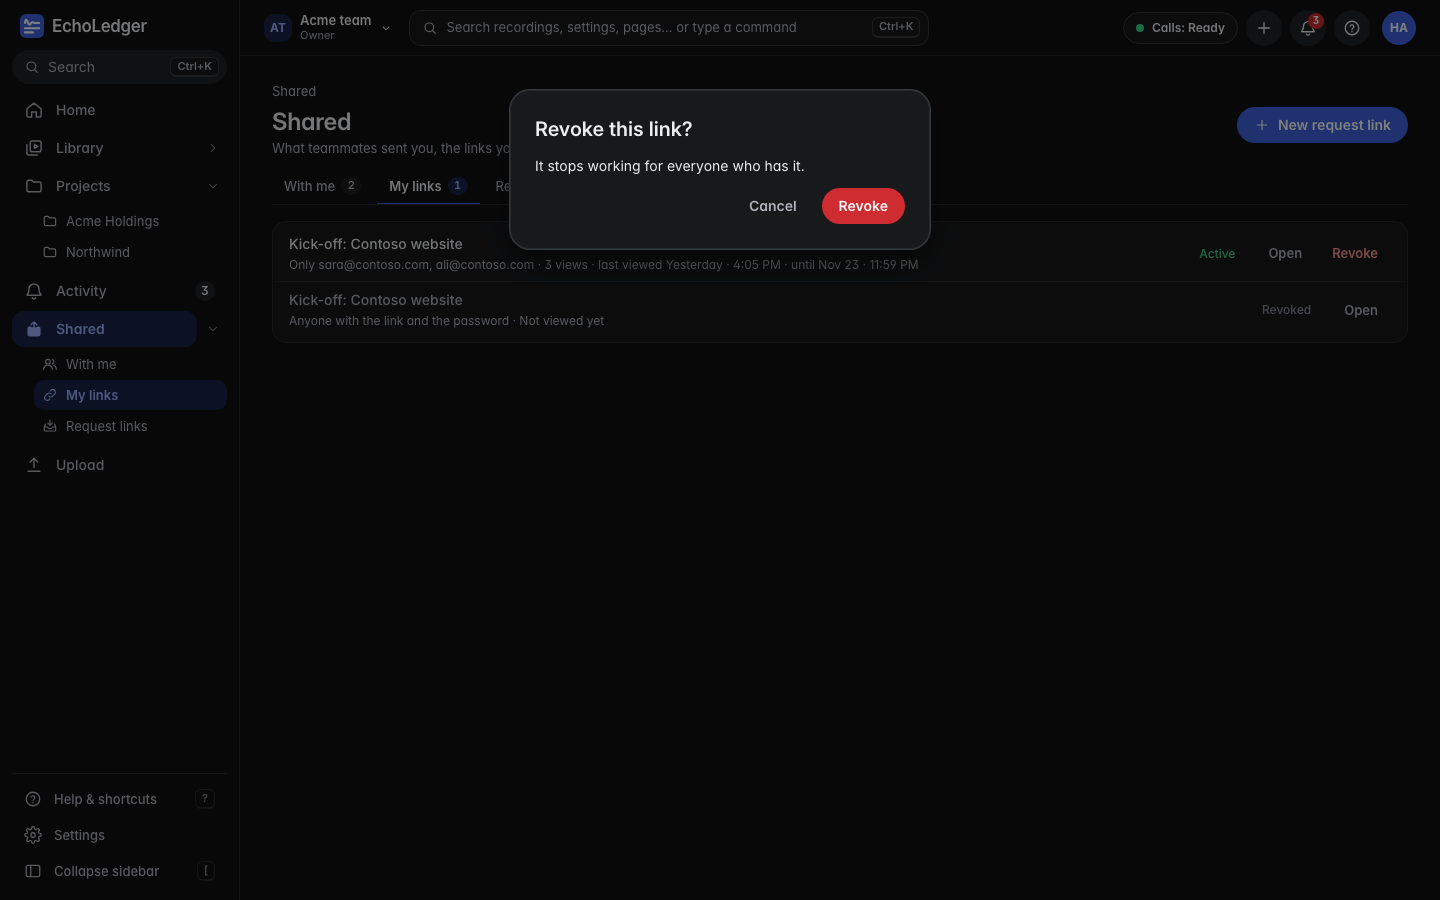 EchoLedger
Search Ctrl+K
Home
Library
Projects
Acme Holdings
Northwind
Activity 3
Shared
With me
My links
Request links
Upload
Help & shortcuts ?
Settings
Collapse sidebar [
AT Acme team
Owner
Search recordings, settings, pages... or type a command Ctrl+K
Calls: Ready
3
HA
Shared
Shared
What teammates sent you, the links
New request link
With me 2
My links 1
Revoke this link?
It stops working for everyone who has it.
Cancel
Revoke
Kick-off: Contoso website
Only sara@contoso.com, ali@contoso.com · 3 views · last viewed Yesterday · 4:05 PM · until Nov 23 · 11:59 PM
Active Open Revoke
Kick-off: Contoso website
Anyone with the link and the password · Not viewed yet
Revoked Open